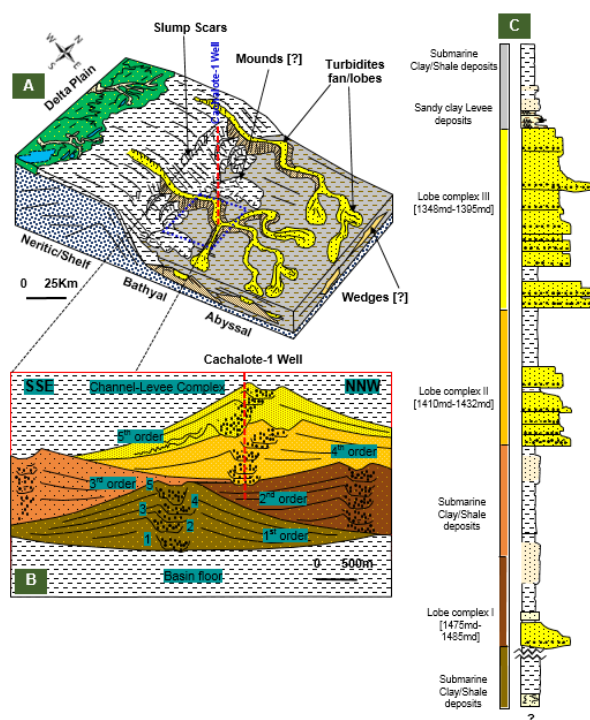 A
N
E
S
W
Delta Plain
Slump Scars
Mounds [?]
Cachalote-1 Well
Turbidites
fan/lobes
Neritic/Shelf
Bathyal
Abyssal
Wedges [?]
0 25Km
Cachalote-1 Well
SSE
Channel-Levee Complex
NNW
5th order
4th order
3rd order
5
4
3
2
1
2nd order
1st order
0 500m
Basin floor
B
C
Submarine
Clay/Shale deposits
Sandy clay Levee
deposits
Lobe complex III
[1348md-1395md]
Lobe complex II
[1410md-1432md]
Submarine
Clay/Shale
deposits
Lobe complex I
[1475md-
1485md]
Submarine
Clay/Shale
deposits
?